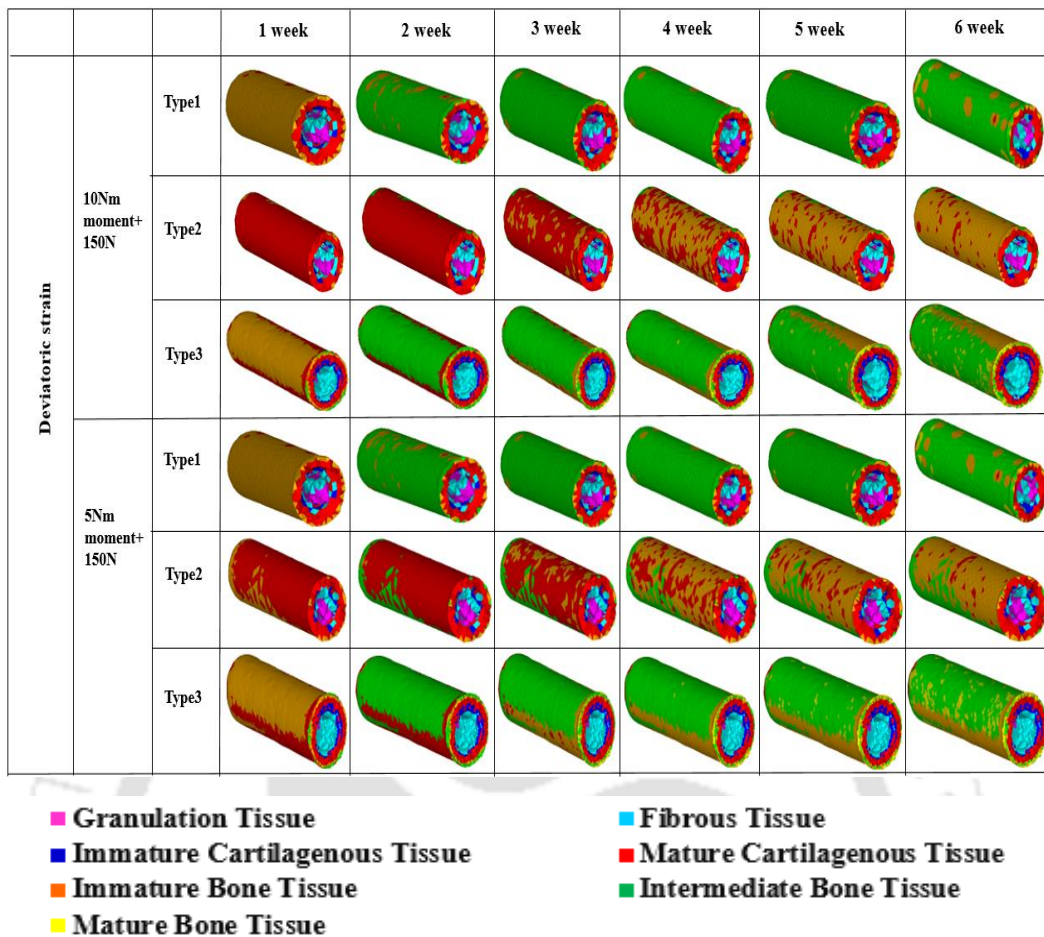 1 week 2 week 3 week 4 week 5 week 6 week
Deviatoric strain
10Nm
moment+
150N
Type1
Type2
Type3
5Nm
moment+
150N
Type1
Type2
Type3
Granulation Tissue
Fibrous Tissue
Immature Cartilagenous Tissue
Mature Cartilagenous Tissue
Immature Bone Tissue
Intermediate Bone Tissue
Mature Bone Tissue